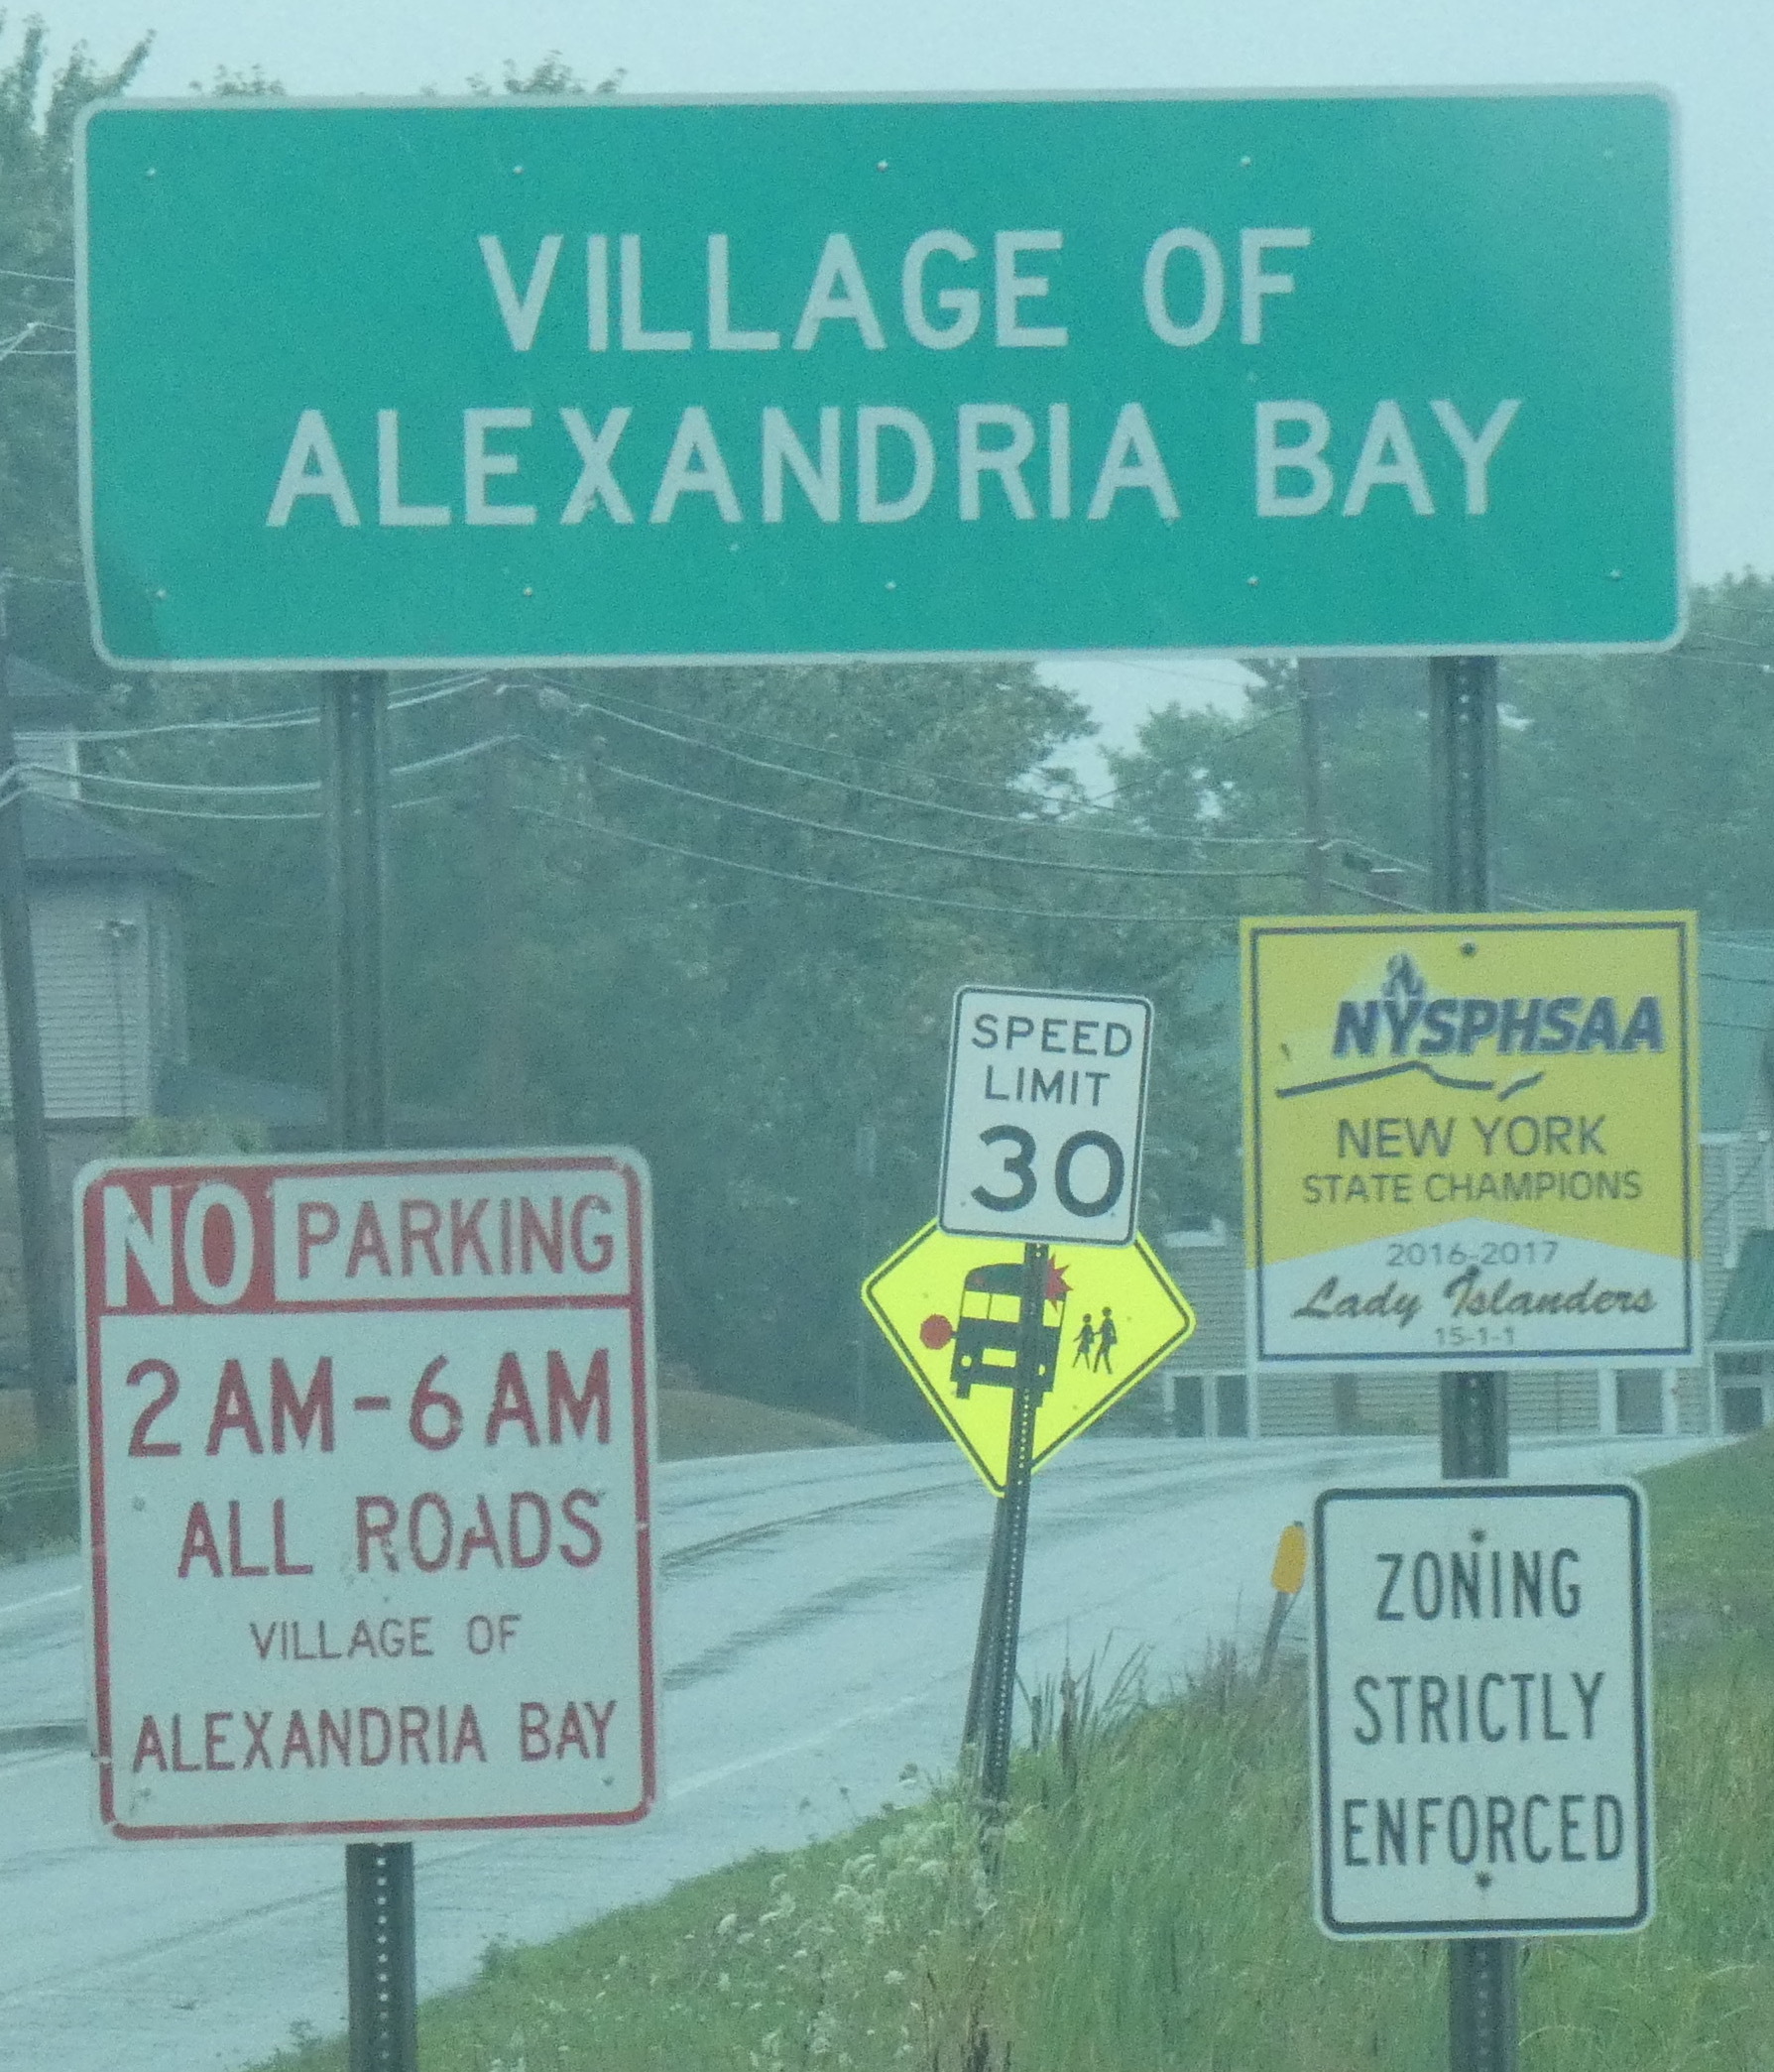 VILLAGE OF
ALEXANDRIA BAY
NO PARKING
2 AM - 6 AM
ALL ROADS
VILLAGE OF
ALEXANDRIA BAY
SPEED
LIMIT
30
NYSPHSAA
NEW YORK
STATE CHAMPIONS
2016-2017
Lady Islanders
15-1-1
ZONING
STRICTLY
ENFORCED